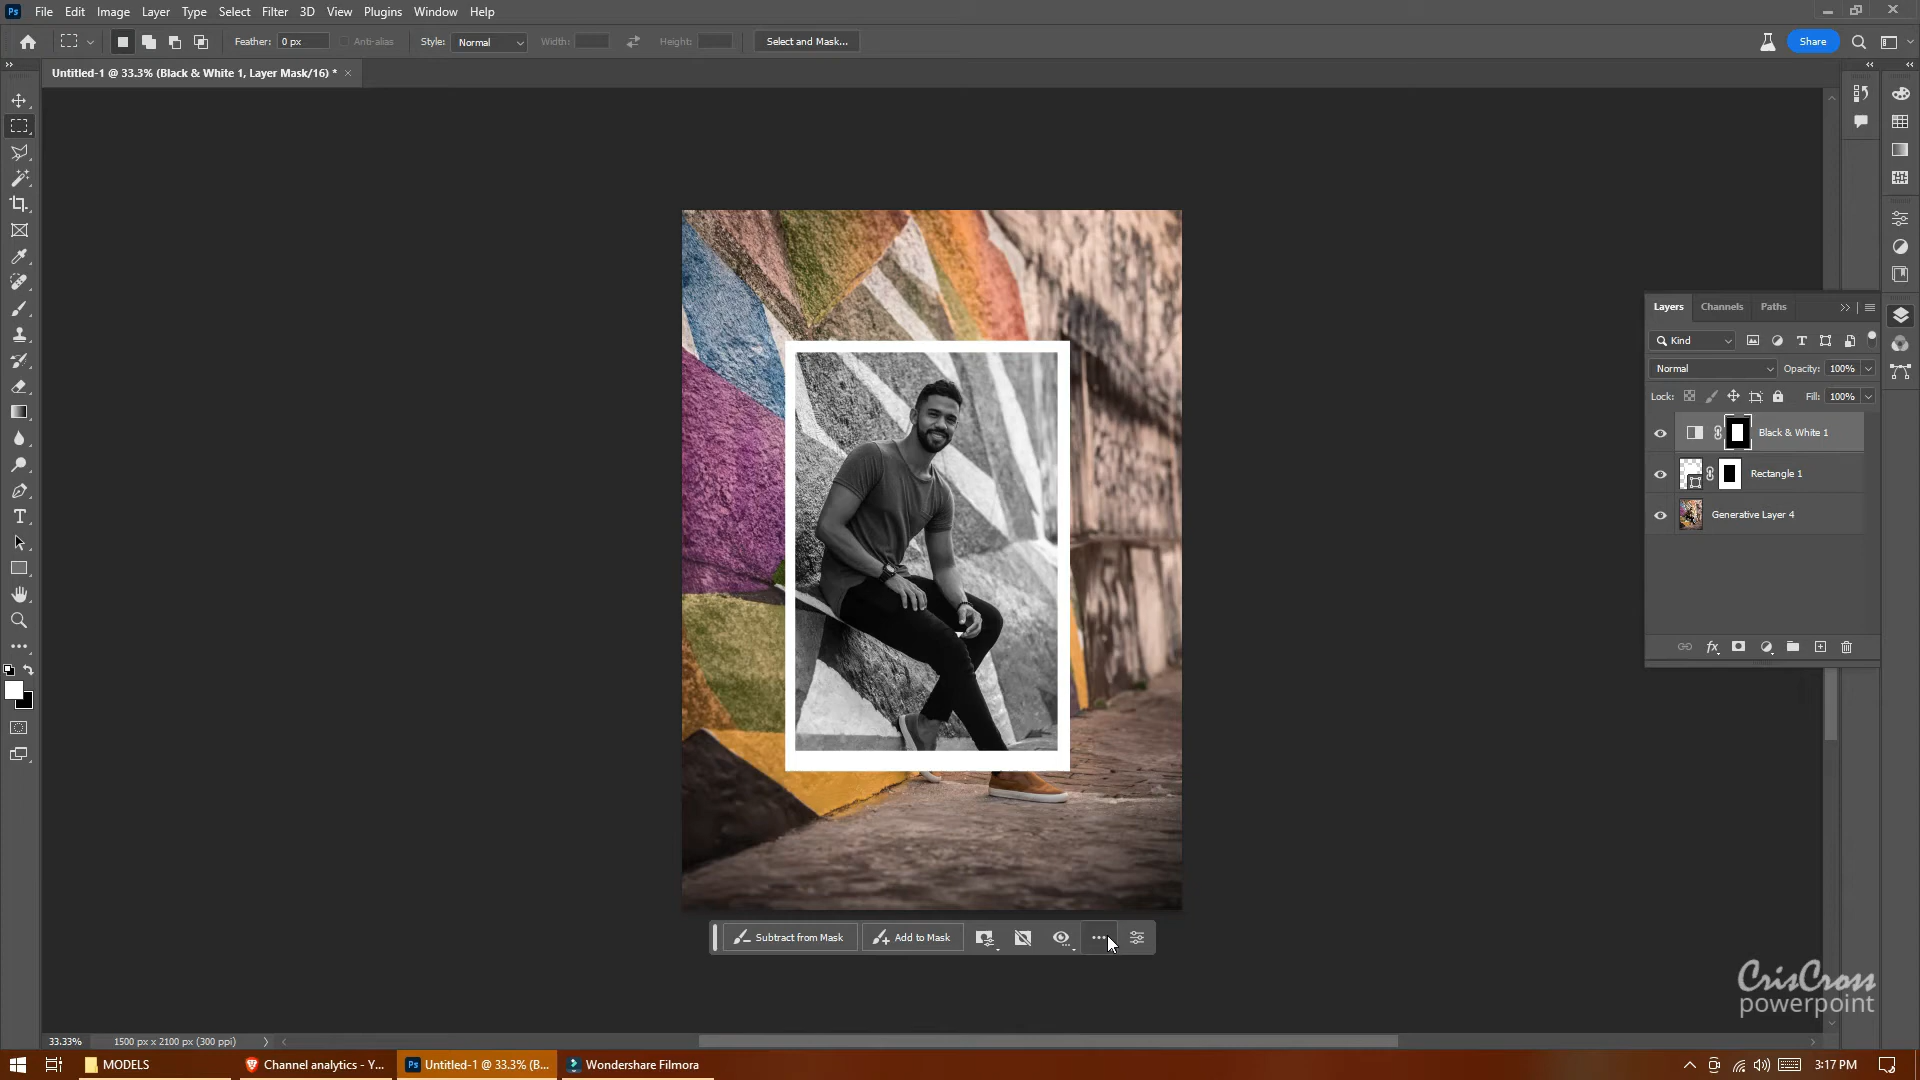 Ps File Edit Image Layer Type Select Filter 3D View Plugins Window Help
Feather: 0 px Anti-alias Style: Normal Width: Height: Select and Mask... Share
Untitled-1 @ 33.3% (Black & White 1, Layer Mask/16) * ×
Layers Channels Paths
Kind
Normal Opacity: 100%
Lock: Fill: 100%
Black & White 1
Rectangle 1
Generative Layer 4
fx
Subtract from Mask Add to Mask
CrisCross
powerpoint
33.33% 1500 px x 2100 px (300 ppi)
MODELS Channel analytics - Y... Ps Untitled-1 @ 33.3% (B... Wondershare Filmora 3:17 PM